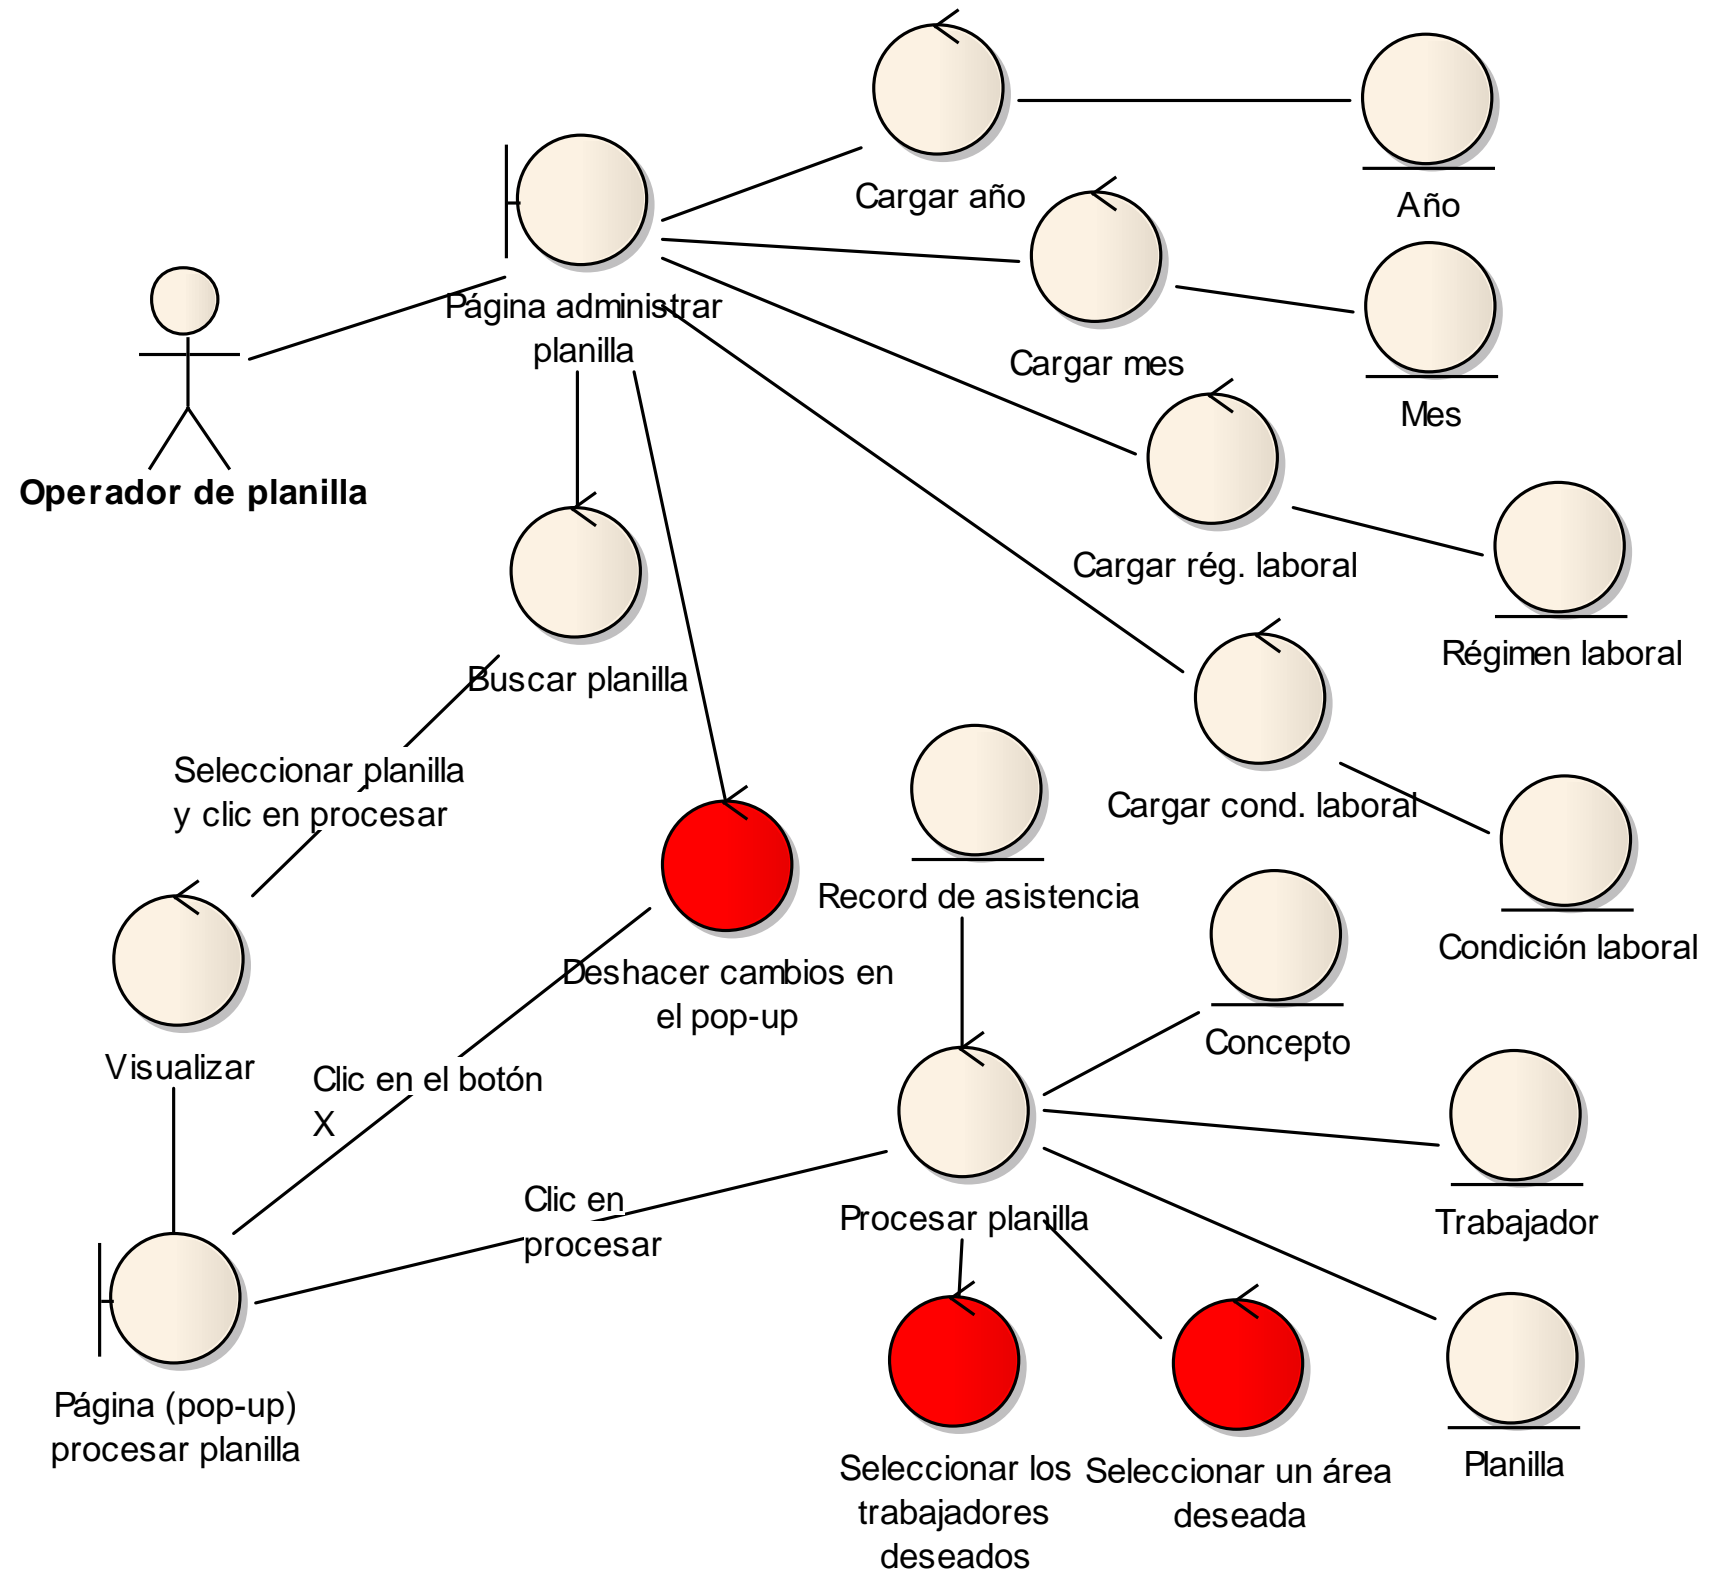 Cargar año
Año
Página administrar
planilla
Cargar mes
Mes
Operador de planilla
Cargar rég. laboral
Régimen laboral
Buscar planilla
Seleccionar planilla
y clic en procesar
Cargar cond. laboral
Record de asistencia
Condición laboral
Deshacer cambios en
el pop-up
Concepto
Visualizar
Clic en el botón
X
Clic en
procesar
Procesar planilla
Trabajador
Página (pop-up)
procesar planilla
Seleccionar los
trabajadores
deseados
Seleccionar un área
deseada
Planilla